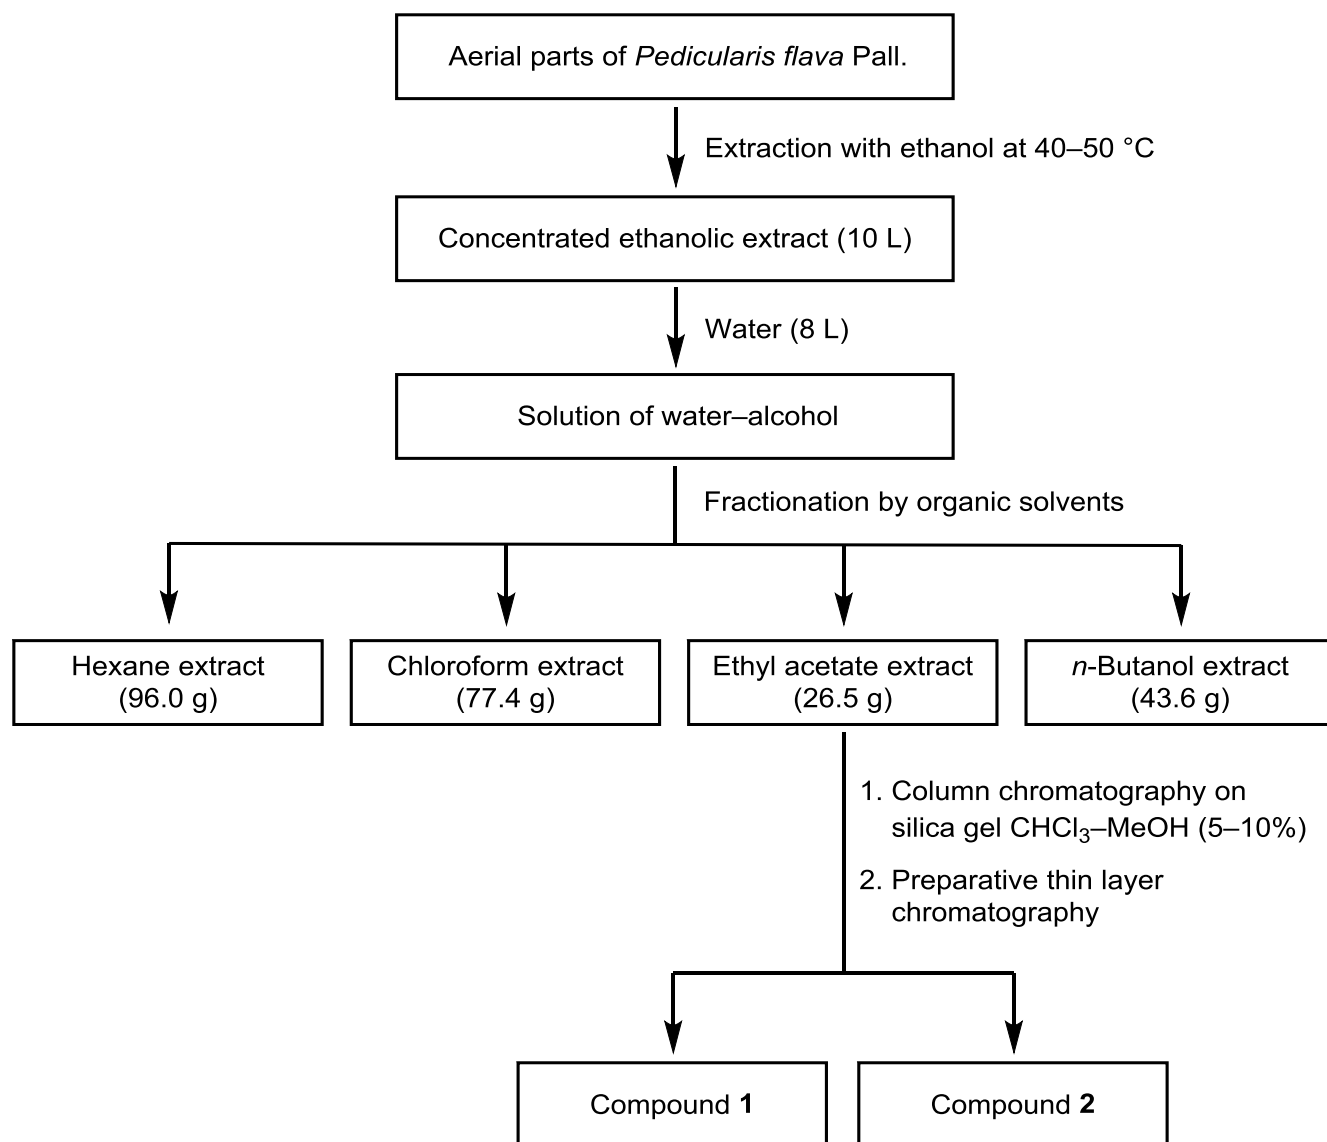 Aerial parts of Pedicularis flava Pall.
Extraction with ethanol at 40–50 °C
Concentrated ethanolic extract (10 L)
Water (8 L)
Solution of water–alcohol
Fractionation by organic solvents
Hexane extract
(96.0 g)
Chloroform extract
(77.4 g)
Ethyl acetate extract
(26.5 g)
n-Butanol extract
(43.6 g)
1. Column chromatography on
silica gel CHCl₃–MeOH (5–10%)
2. Preparative thin layer
chromatography
Compound 1
Compound 2